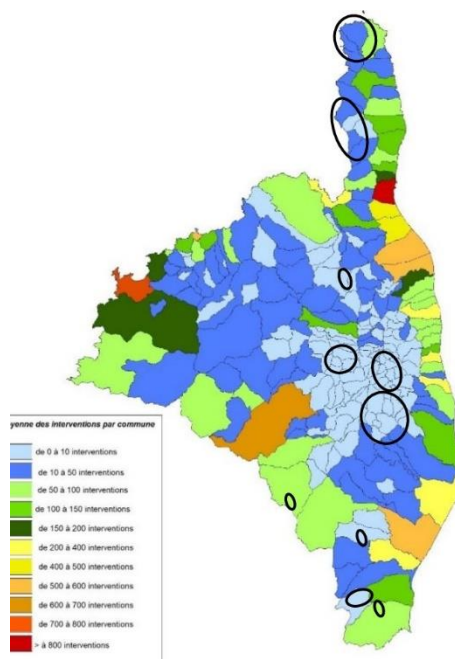 yenne des interventions par commune
de 0 à 10 interventions
de 10 à 50 interventions
de 50 à 100 interventions
de 100 à 150 interventions
de 150 à 200 interventions
de 200 à 400 interventions
de 400 à 500 interventions
de 500 à 600 interventions
de 600 à 700 interventions
de 700 à 800 interventions
> à 800 interventions